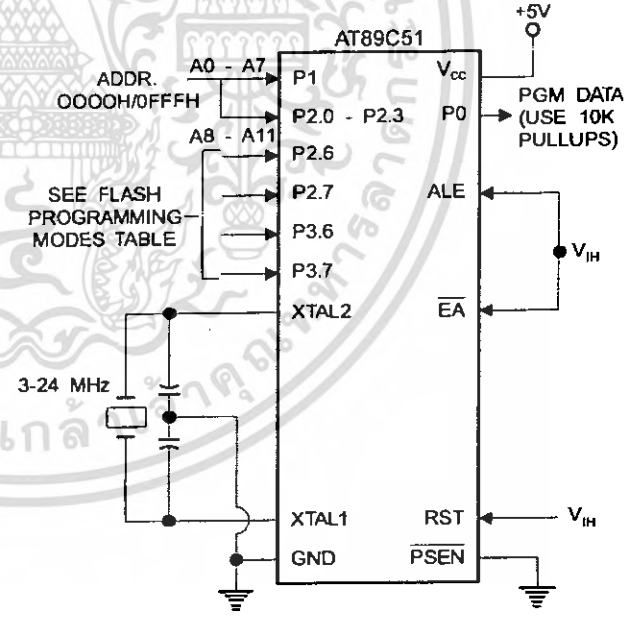 AT89C51
+5V
ADDR.
OOOOH/OFFFH
A0 - A7
P1
P2.0 - P2.3
A8 - A11
P2.6
SEE FLASH
PROGRAMMING
MODES TABLE
P2.7
P3.6
P3.7
XTAL2
3-24 MHz
XTAL1
GND
VCC
P0
PGM DATA
(USE 10K
PULLUPS)
ALE
VIH
EA
RST
VIH
PSEN